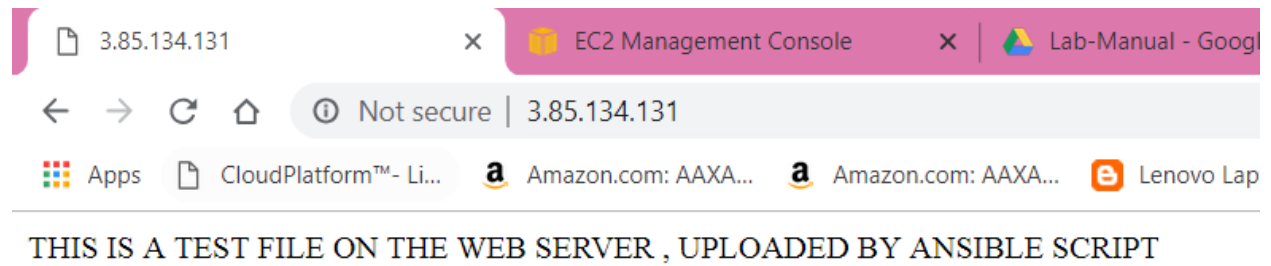 3.85.134.131 EC2 Management Console Lab-Manual - Googl
Not secure | 3.85.134.131
Apps CloudPlatform™- Li... a Amazon.com: AAXA... a Amazon.com: AAXA... Lenovo Lap
THIS IS A TEST FILE ON THE WEB SERVER , UPLOADED BY ANSIBLE SCRIPT